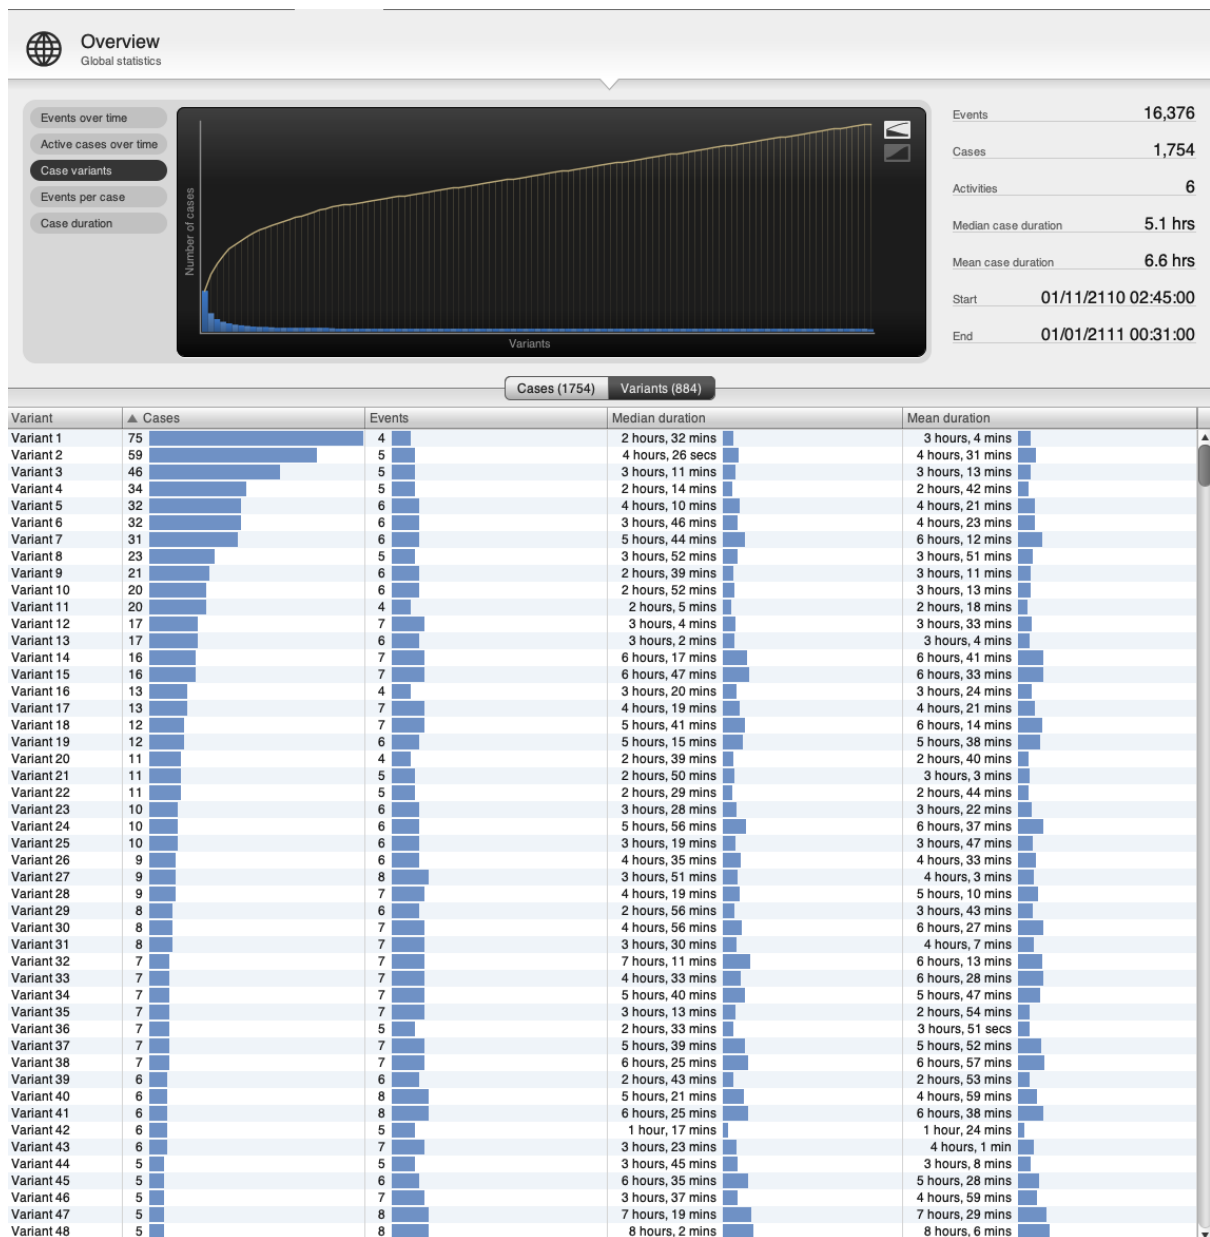 Overview
Global statistics
Events over time
Active cases over time
Case variants
Events per case
Case duration
Number of cases
Variants
Events 16,376
Cases 1,754
Activities 6
Median case duration 5.1 hrs
Mean case duration 6.6 hrs
Start 01/11/2110 02:45:00
End 01/01/2111 00:31:00
Cases (1754) Variants (884)
Variant Cases Events Median duration Mean duration
Variant 1 75 4 2 hours, 32 mins 3 hours, 4 mins
Variant 2 59 5 4 hours, 26 secs 4 hours, 31 mins
Variant 3 46 5 3 hours, 11 mins 3 hours, 13 mins
Variant 4 34 5 2 hours, 14 mins 2 hours, 42 mins
Variant 5 32 6 4 hours, 10 mins 4 hours, 21 mins
Variant 6 32 6 3 hours, 46 mins 4 hours, 23 mins
Variant 7 31 6 5 hours, 44 mins 6 hours, 12 mins
Variant 8 23 5 3 hours, 52 mins 3 hours, 51 mins
Variant 9 21 6 2 hours, 39 mins 3 hours, 11 mins
Variant 10 20 6 2 hours, 52 mins 3 hours, 13 mins
Variant 11 20 4 2 hours, 5 mins 2 hours, 18 mins
Variant 12 17 7 3 hours, 4 mins 3 hours, 33 mins
Variant 13 17 6 3 hours, 2 mins 3 hours, 4 mins
Variant 14 16 7 6 hours, 17 mins 6 hours, 41 mins
Variant 15 16 7 6 hours, 47 mins 6 hours, 33 mins
Variant 16 13 4 3 hours, 20 mins 3 hours, 24 mins
Variant 17 13 7 4 hours, 19 mins 4 hours, 21 mins
Variant 18 12 7 5 hours, 41 mins 6 hours, 14 mins
Variant 19 12 6 5 hours, 15 mins 5 hours, 38 mins
Variant 20 11 4 2 hours, 39 mins 2 hours, 40 mins
Variant 21 11 5 2 hours, 50 mins 3 hours, 3 mins
Variant 22 11 5 2 hours, 29 mins 2 hours, 44 mins
Variant 23 10 6 3 hours, 28 mins 3 hours, 22 mins
Variant 24 10 6 5 hours, 56 mins 6 hours, 37 mins
Variant 25 10 6 3 hours, 19 mins 3 hours, 47 mins
Variant 26 9 6 4 hours, 35 mins 4 hours, 33 mins
Variant 27 9 8 3 hours, 51 mins 4 hours, 3 mins
Variant 28 9 7 4 hours, 19 mins 5 hours, 10 mins
Variant 29 8 6 2 hours, 56 mins 3 hours, 43 mins
Variant 30 8 7 4 hours, 56 mins 6 hours, 27 mins
Variant 31 8 7 3 hours, 30 mins 4 hours, 7 mins
Variant 32 7 7 7 hours, 11 mins 6 hours, 13 mins
Variant 33 7 7 4 hours, 33 mins 6 hours, 28 mins
Variant 34 7 7 5 hours, 40 mins 5 hours, 47 mins
Variant 35 7 7 3 hours, 13 mins 2 hours, 54 mins
Variant 36 7 5 2 hours, 33 mins 3 hours, 51 secs
Variant 37 7 7 5 hours, 39 mins 5 hours, 52 mins
Variant 38 7 7 6 hours, 25 mins 6 hours, 57 mins
Variant 39 6 6 2 hours, 43 mins 2 hours, 53 mins
Variant 40 6 8 5 hours, 21 mins 4 hours, 59 mins
Variant 41 6 8 6 hours, 25 mins 6 hours, 38 mins
Variant 42 6 5 1 hour, 17 mins 1 hour, 24 mins
Variant 43 6 7 3 hours, 23 mins 4 hours, 1 min
Variant 44 5 5 3 hours, 45 mins 3 hours, 8 mins
Variant 45 5 6 6 hours, 35 mins 5 hours, 28 mins
Variant 46 5 7 3 hours, 37 mins 4 hours, 59 mins
Variant 47 5 8 7 hours, 19 mins 7 hours, 29 mins
Variant 48 5 8 8 hours, 2 mins 8 hours, 6 mins